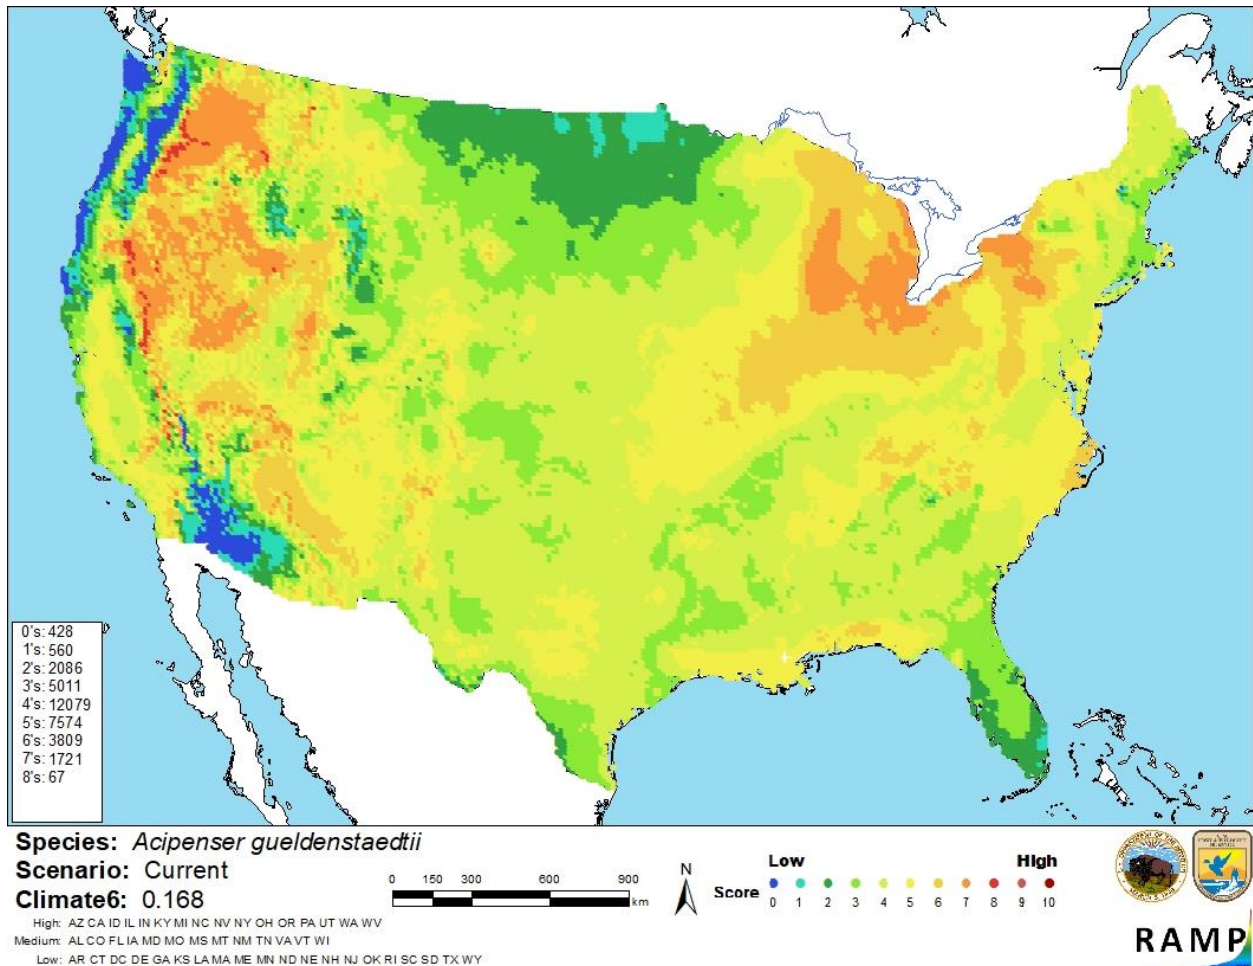 0's: 428
1's: 560
2's: 2086
3's: 5011
4's: 12079
5's: 7574
6's: 3809
7's: 1721
8's: 67
Species: Acipenser gueldenstaedtii
Scenario: Current
Climate6: 0.168
High: AZ CA ID IL IN KY MI NC NV NY OH OR PA UT WA WV
Medium: AL CO FL IA MD MO MS MT NM TN VA VT WI
Low: AR CT DC DE GA KS LA MA ME MN ND NE NH NJ OK RI SC SD TX WY
0 150 300 600 900
km
N
Low High
Score 0 1 2 3 4 5 6 7 8 9 10
RAMP